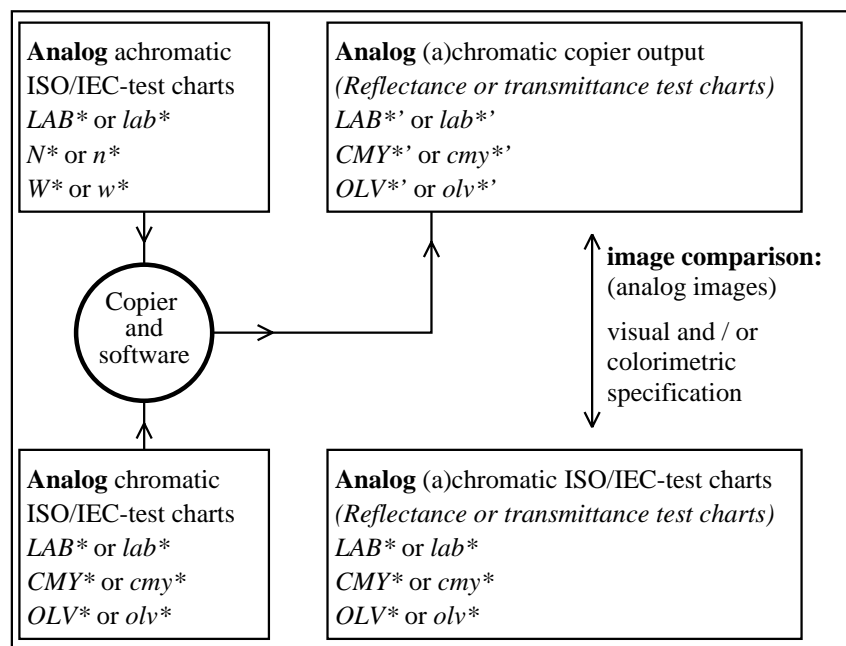 Analog achromatic
ISO/IEC-test charts
LAB* or lab*
N* or n*
W* or w*
Analog (a)chromatic copier output
(Reflectance or transmittance test charts)
LAB*’ or lab*’
CMY*’ or cmy*’
OLV*’ or olv*’
Copier
and
software
image comparison:
(analog images)
visual and / or
colorimetric
specification
Analog chromatic
ISO/IEC-test charts
LAB* or lab*
CMY* or cmy*
OLV* or olv*
Analog (a)chromatic ISO/IEC-test charts
(Reflectance or transmittance test charts)
LAB* or lab*
CMY* or cmy*
OLV* or olv*